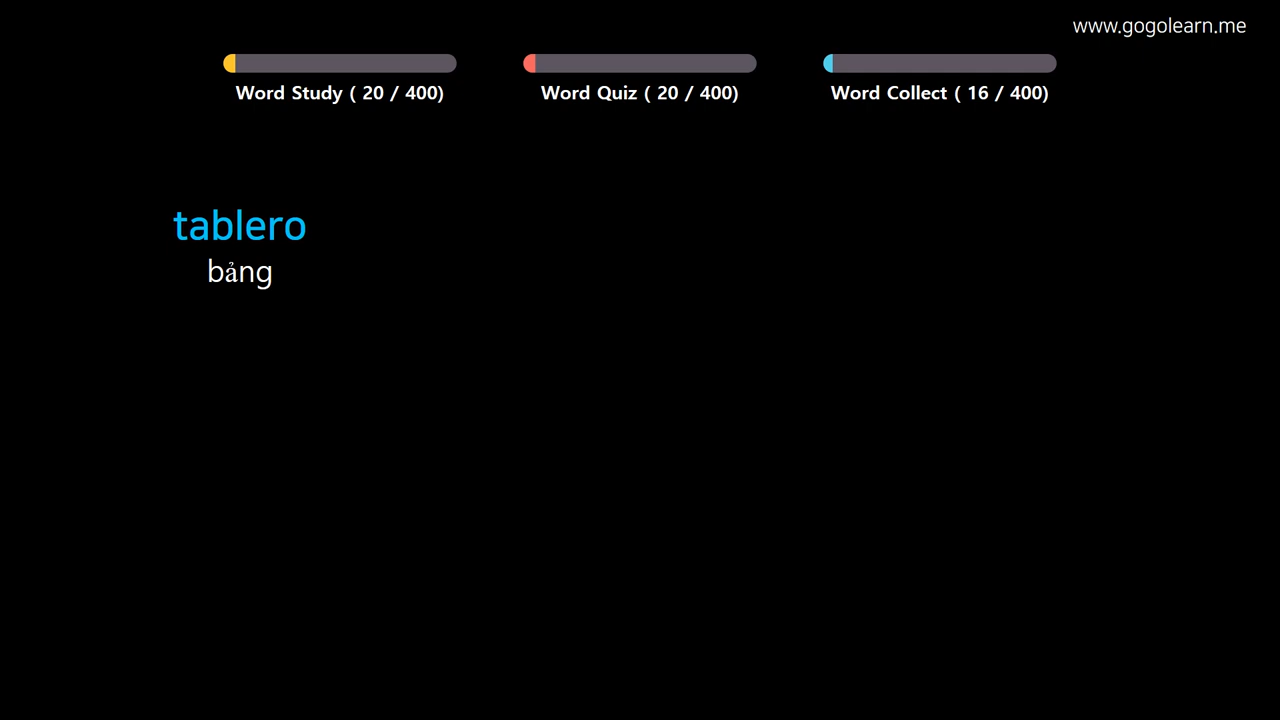 www.gogolearn.me
Word Study ( 20 / 400)
Word Quiz ( 20 / 400)
Word Collect ( 16 / 400)
tablero
bảng